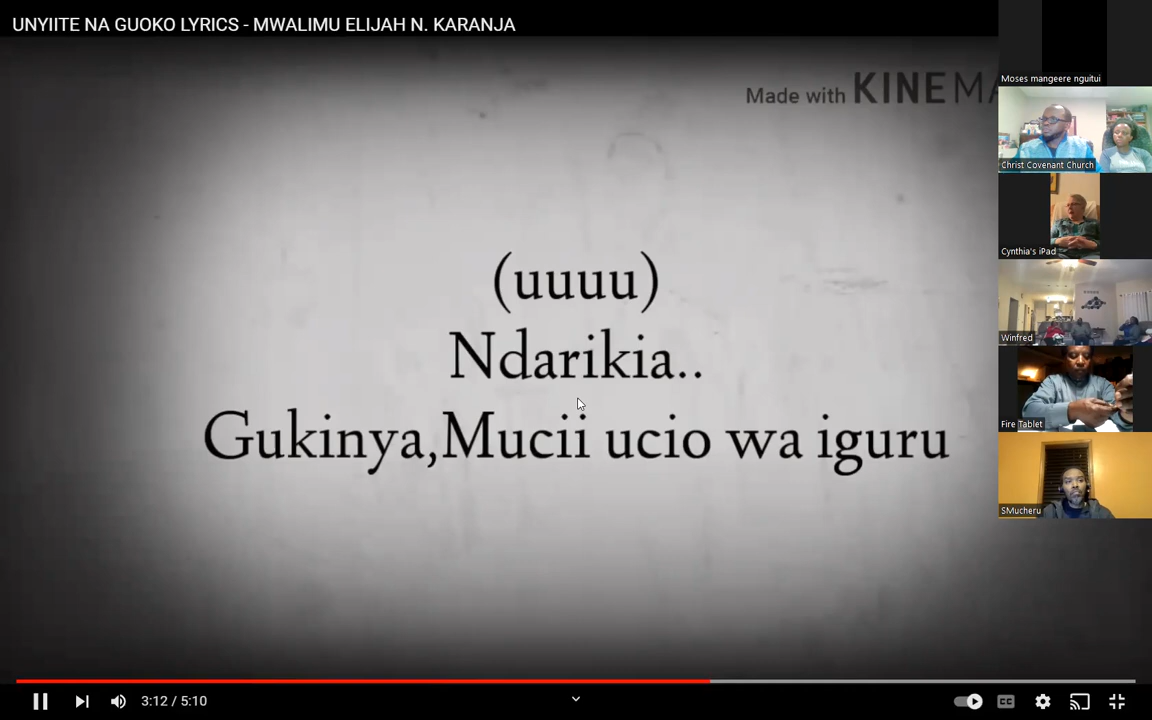 UNYIITE NA GUOKO LYRICS - MWALIMU ELIJAH N. KARANJA
Made with KINEMA
(uuuu)
Ndarikia..
Gukinya,Mucii ucio wa iguru
Moses mangeere nguitui
Christ Covenant Church
Cynthia's iPad
Winfred
Fire Tablet
SMucheru
3:12 / 5:10
CC